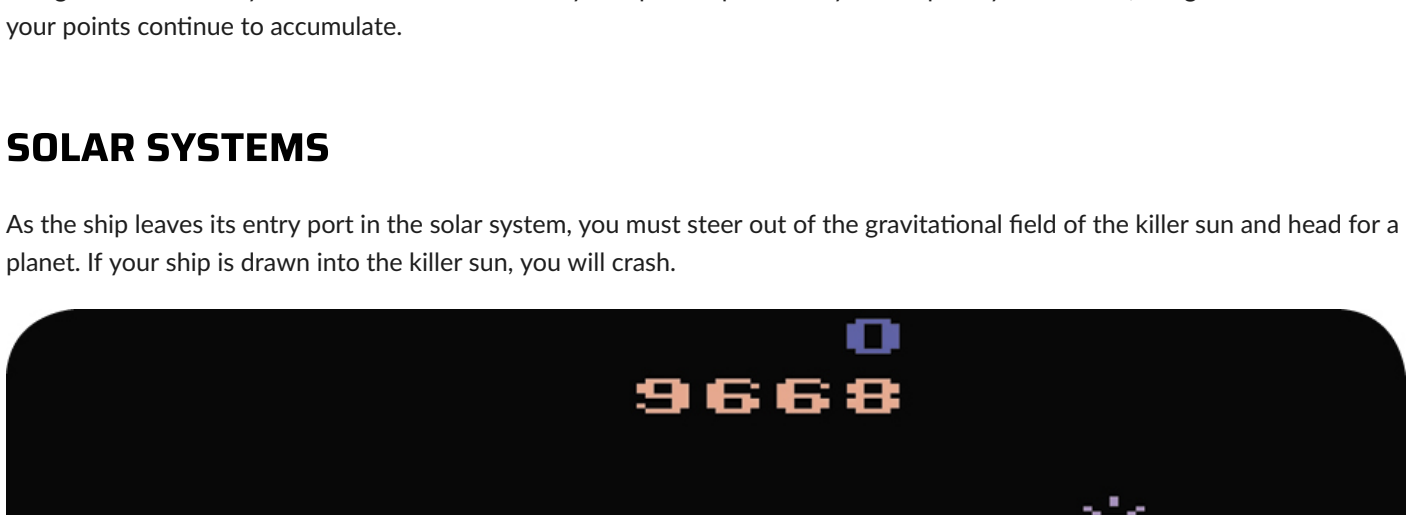 your points continue to accumulate.
SOLAR SYSTEMS
As the ship leaves its entry port in the solar system, you must steer out of the gravitational field of the killer sun and head for a
planet. If your ship is drawn into the killer sun, you will crash.
0
9668